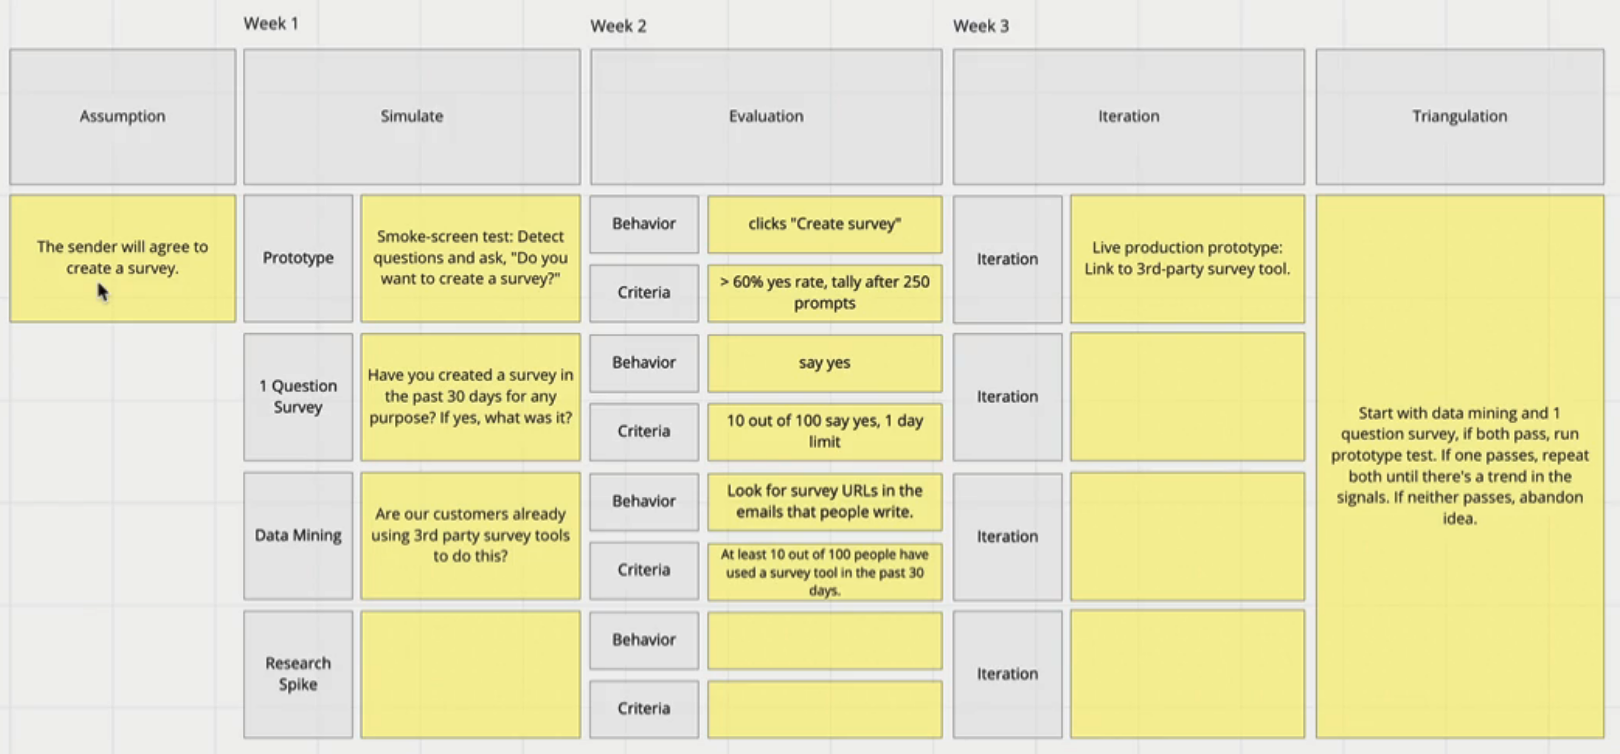 Week 1
Week 2
Week 3
Assumption
Simulate
Evaluation
Iteration
Triangulation
The sender will agree to
create a survey.
Prototype
Smoke-screen test: Detect
questions and ask, "Do you
want to create a survey?"
Behavior
clicks "Create survey"
Criteria
> 60% yes rate, tally after 250
prompts
Iteration
Live production prototype:
Link to 3rd-party survey tool.
1 Question
Survey
Have you created a survey in
the past 30 days for any
purpose? If yes, what was it?
Behavior
say yes
Criteria
10 out of 100 say yes, 1 day
limit
Iteration
Data Mining
Are our customers already
using 3rd party survey tools
to do this?
Behavior
Look for survey URLs in the
emails that people write.
Criteria
At least 10 out of 100 people have
used a survey tool in the past 30
days.
Iteration
Research
Spike
Behavior
Criteria
Iteration
Start with data mining and 1
question survey, if both pass, run
prototype test. If one passes, repeat
both until there's a trend in the
signals. If neither passes, abandon
idea.